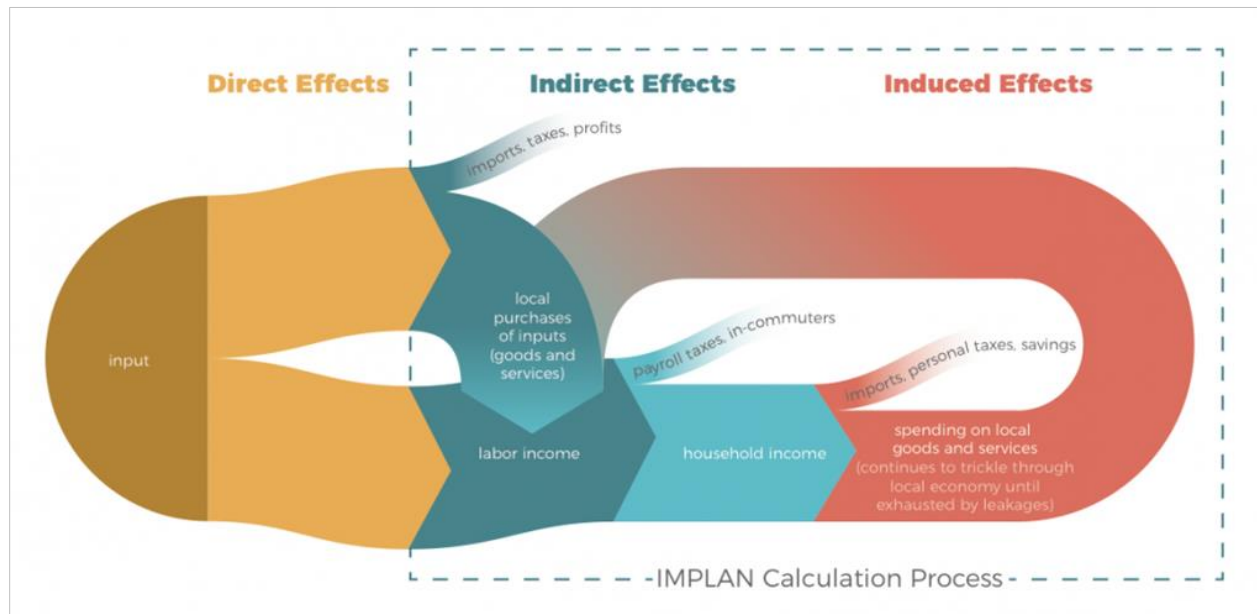 Direct Effects
Indirect Effects
Induced Effects
imports, taxes, profits
input
local
purchases
of inputs
(goods and
services)
payroll taxes, in-commuters
imports, personal taxes, savings
labor income
household income
spending on local
goods and services
(continues to trickle through
local economy until
exhausted by leakages)
IMPLAN Calculation Process